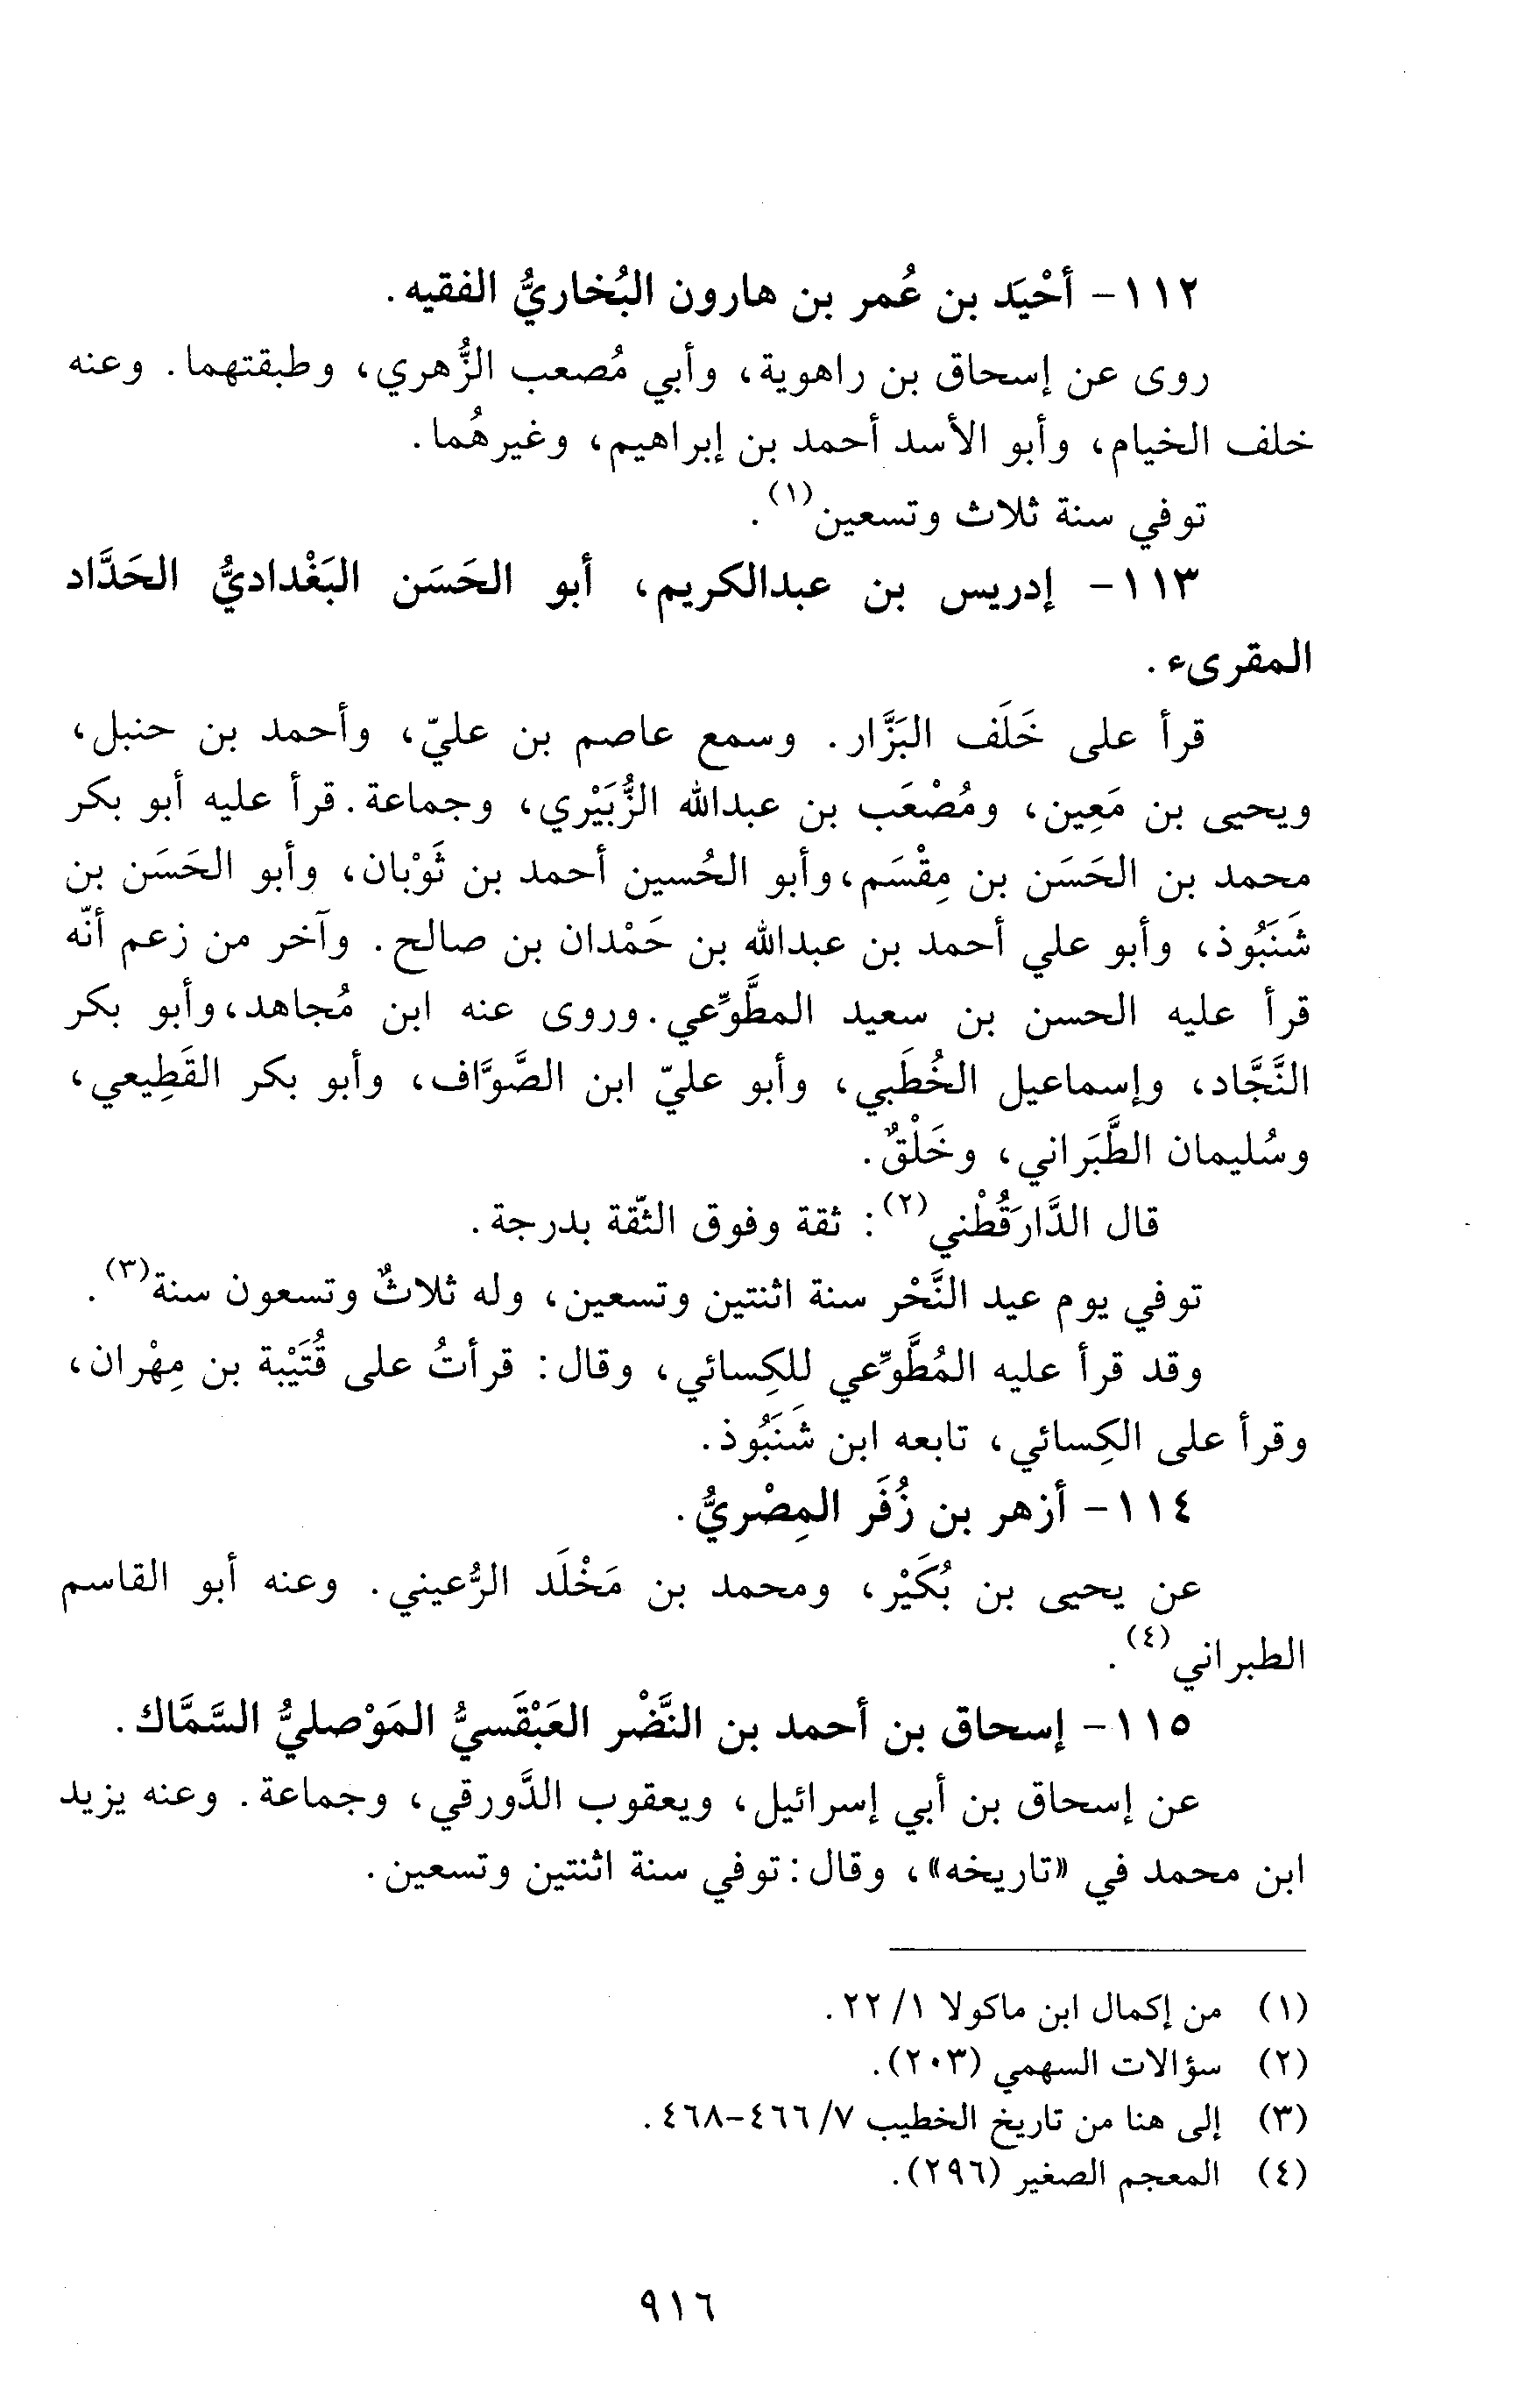 ١١٢- أحْيَد بن عُمر بن هارون البُخاريُّ الفقيه.
روى عن إسحاق بن راهوية، وأبي مُصعب الزُّهري، وطبقتهما. وعنه
خلف الخيام، وأبو الأسد أحمد بن إبراهيم، وغيرهُما.
توفي سنة ثلاث وتسعين(١).
١١٣- إدريس بن عبدالكريم، أبو الحَسَن البَغْداديُّ الحَدَّاد
المقرىء.
قرأ على خَلَف البَزَّار. وسمع عاصم بن عليّ، وأحمد بن حنبل،
ويحيى بن مَعِين، ومُصْعَب بن عبدالله الزُّبَيْري، وجماعة. قرأ عليه أبو بكر
محمد بن الحَسَن بن مِقْسَم، وأبو الحُسين أحمد بن ثَوْبان، وأبو الحَسَن بن
شَنَبُوذ، وأبو علي أحمد بن عبدالله بن حَمْدان بن صالح. وآخر من زعم أنّه
قرأ عليه الحسن بن سعيد المطَّوِّعي. وروى عنه ابن مُجاهد، وأبو بكر
النَّجَّاد، وإسماعيل الخُطَبي، وأبو عليّ ابن الصَّوَّاف، وأبو بكر القَطِيعي،
وسُليمان الطَّبَراني، وخَلْقٌ.
قال الدَّارَقُطْني(٢): ثقة وفوق الثّقة بدرجة.
توفي يوم عيد النَّحْر سنة اثنتين وتسعين، وله ثلاثٌ وتسعون سنة(٣).
وقد قرأ عليه المُطَّوِّعي للكِسائي، وقال: قرأتُ على قُتَيْبة بن مِهْران،
وقرأ على الكِسائي، تابعه ابن شَنَبُوذ.
١١٤- أزهر بن زُفَر المِصْريُّ.
عن يحيى بن بُكَيْر، ومحمد بن مَخْلَد الرُّعيني. وعنه أبو القاسم
الطبراني(٤).
١١٥- إسحاق بن أحمد بن النَّضْر العَبْقَسيُّ المَوْصليُّ السَّمَّاك.
عن إسحاق بن أبي إسرائيل، ويعقوب الدَّورقي، وجماعة. وعنه يزيد
ابن محمد في «تاريخه»، وقال: توفي سنة اثنتين وتسعين.
(١) من إكمال ابن ماكولا ١/ ٢٢.
(٢) سؤالات السهمي (٢٠٣).
(٣) إلى هنا من تاريخ الخطيب ٧/ ٤٦٦-٤٦٨.
(٤) المعجم الصغير (٢٩٦).
٩١٦